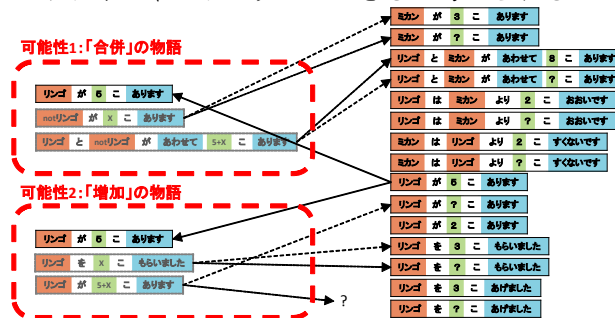 可能性1:「合併」の物語
リンゴ が 5 こ あります
notリンゴ が X こ あります
リンゴ と notリンゴ が あわせて 5+X こ あります
可能性2:「増加」の物語
リンゴ が 5 こ あります
リンゴ を X こ もらいました
リンゴ が 5+X こ あります
ミカン が 3 こ あります
ミカン が ? こ あります
リンゴ と ミカン が あわせて 8 こ あります
リンゴ と ミカン が あわせて ? こ あります
リンゴ は ミカン より 2 こ おおいです
リンゴ は ミカン より ? こ おおいです
ミカン は リンゴ より 2 こ すくないです
ミカン は リンゴ より ? こ すくないです
リンゴ が 5 こ あります
リンゴ が ? こ あります
リンゴ が 2 こ あります
リンゴ を 3 こ もらいました
リンゴ を ? こ もらいました
リンゴ を 3 こ あげました
リンゴ を ? こ あげました
?